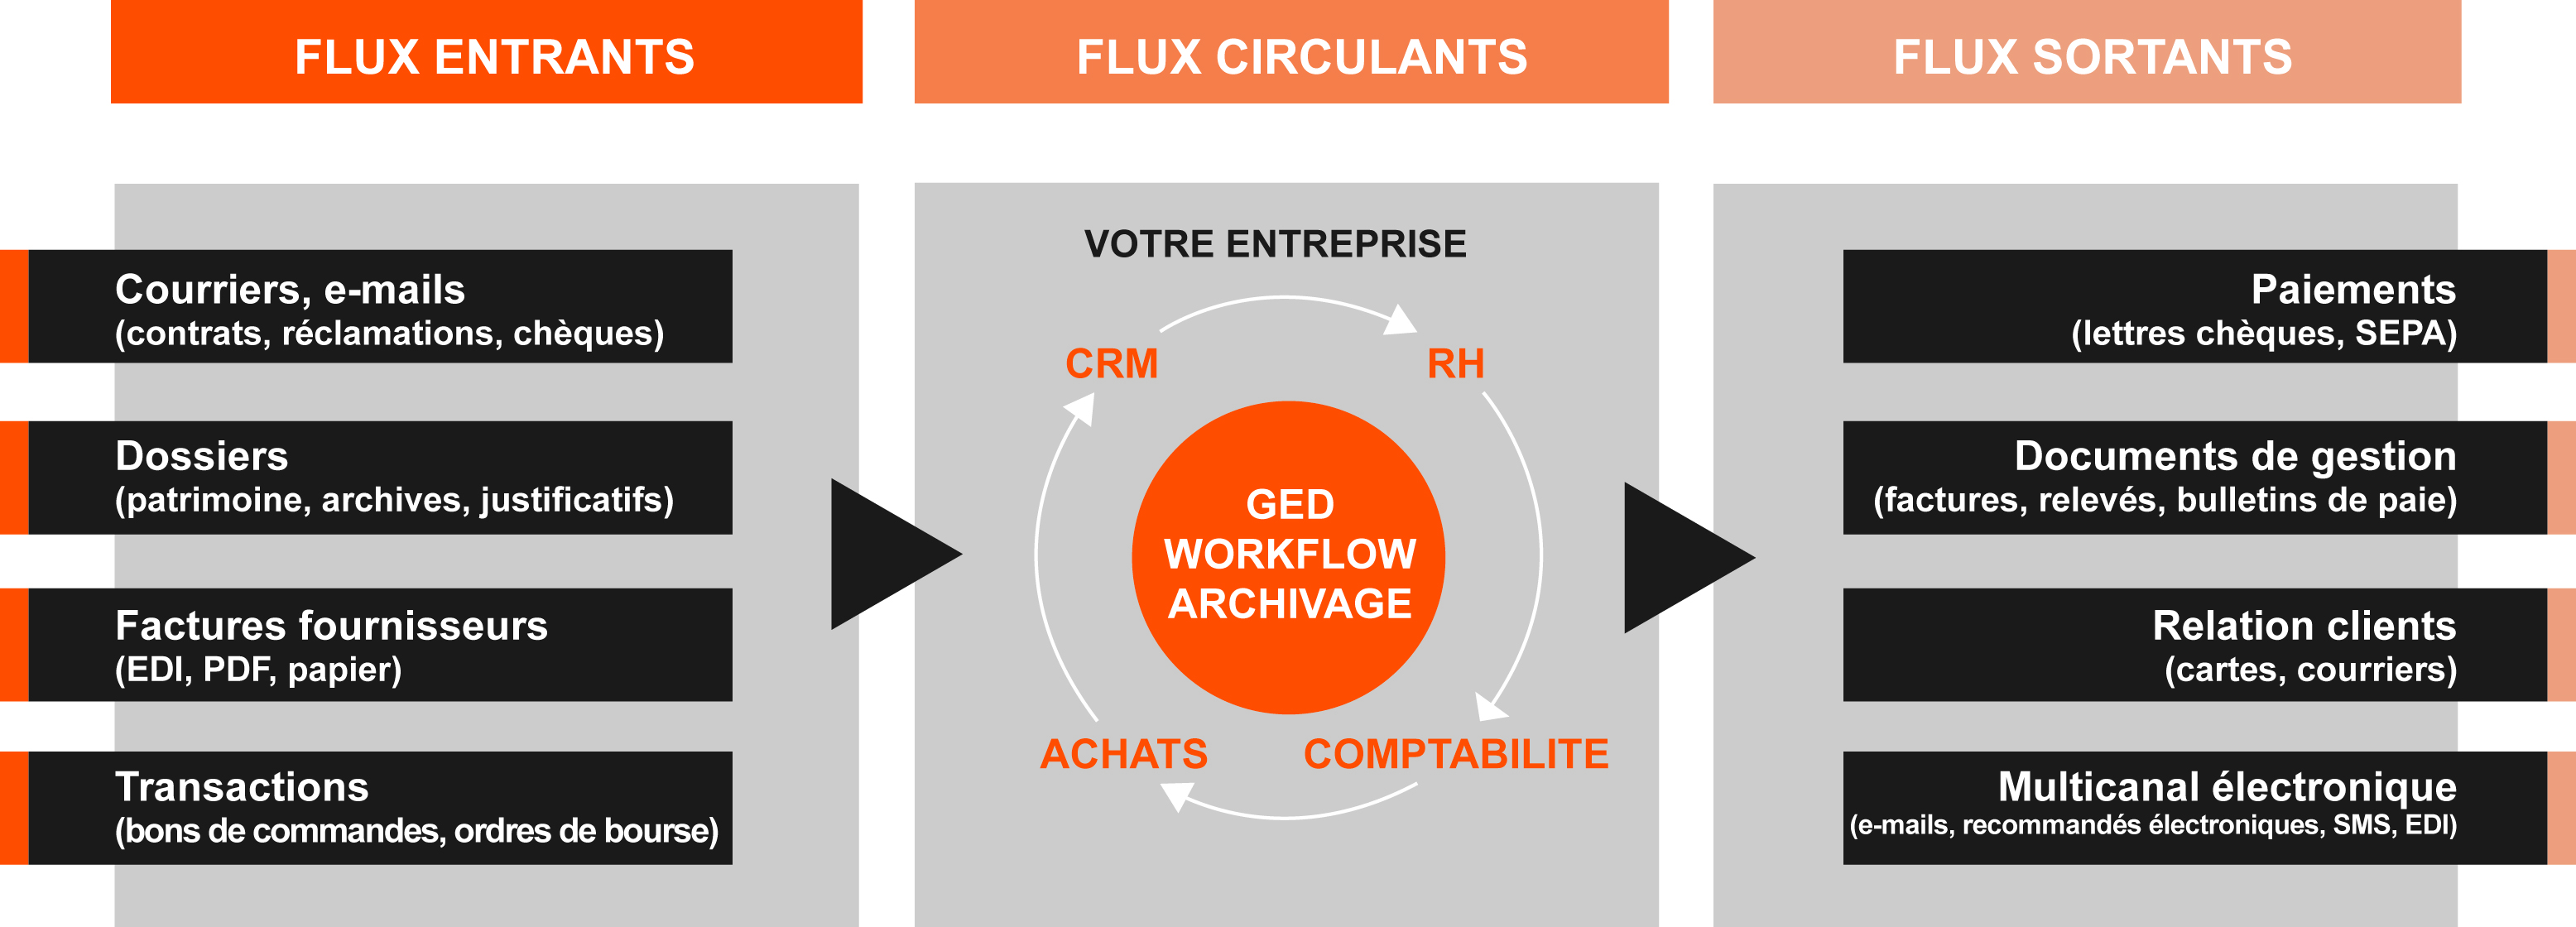 FLUX ENTRANTS
Courriers, e-mails
(contrats, réclamations, chèques)
Dossiers
(patrimoine, archives, justificatifs)
Factures fournisseurs
(EDI, PDF, papier)
Transactions
(bons de commandes, ordres de bourse)
FLUX CIRCULANTS
VOTRE ENTREPRISE
CRM
RH
GED
WORKFLOW
ARCHIVAGE
ACHATS
COMPTABILITE
FLUX SORTANTS
Paiements
(lettres chèques, SEPA)
Documents de gestion
(factures, relevés, bulletins de paie)
Relation clients
(cartes, courriers)
Multicanal électronique
(e-mails, recommandés électroniques, SMS, EDI)